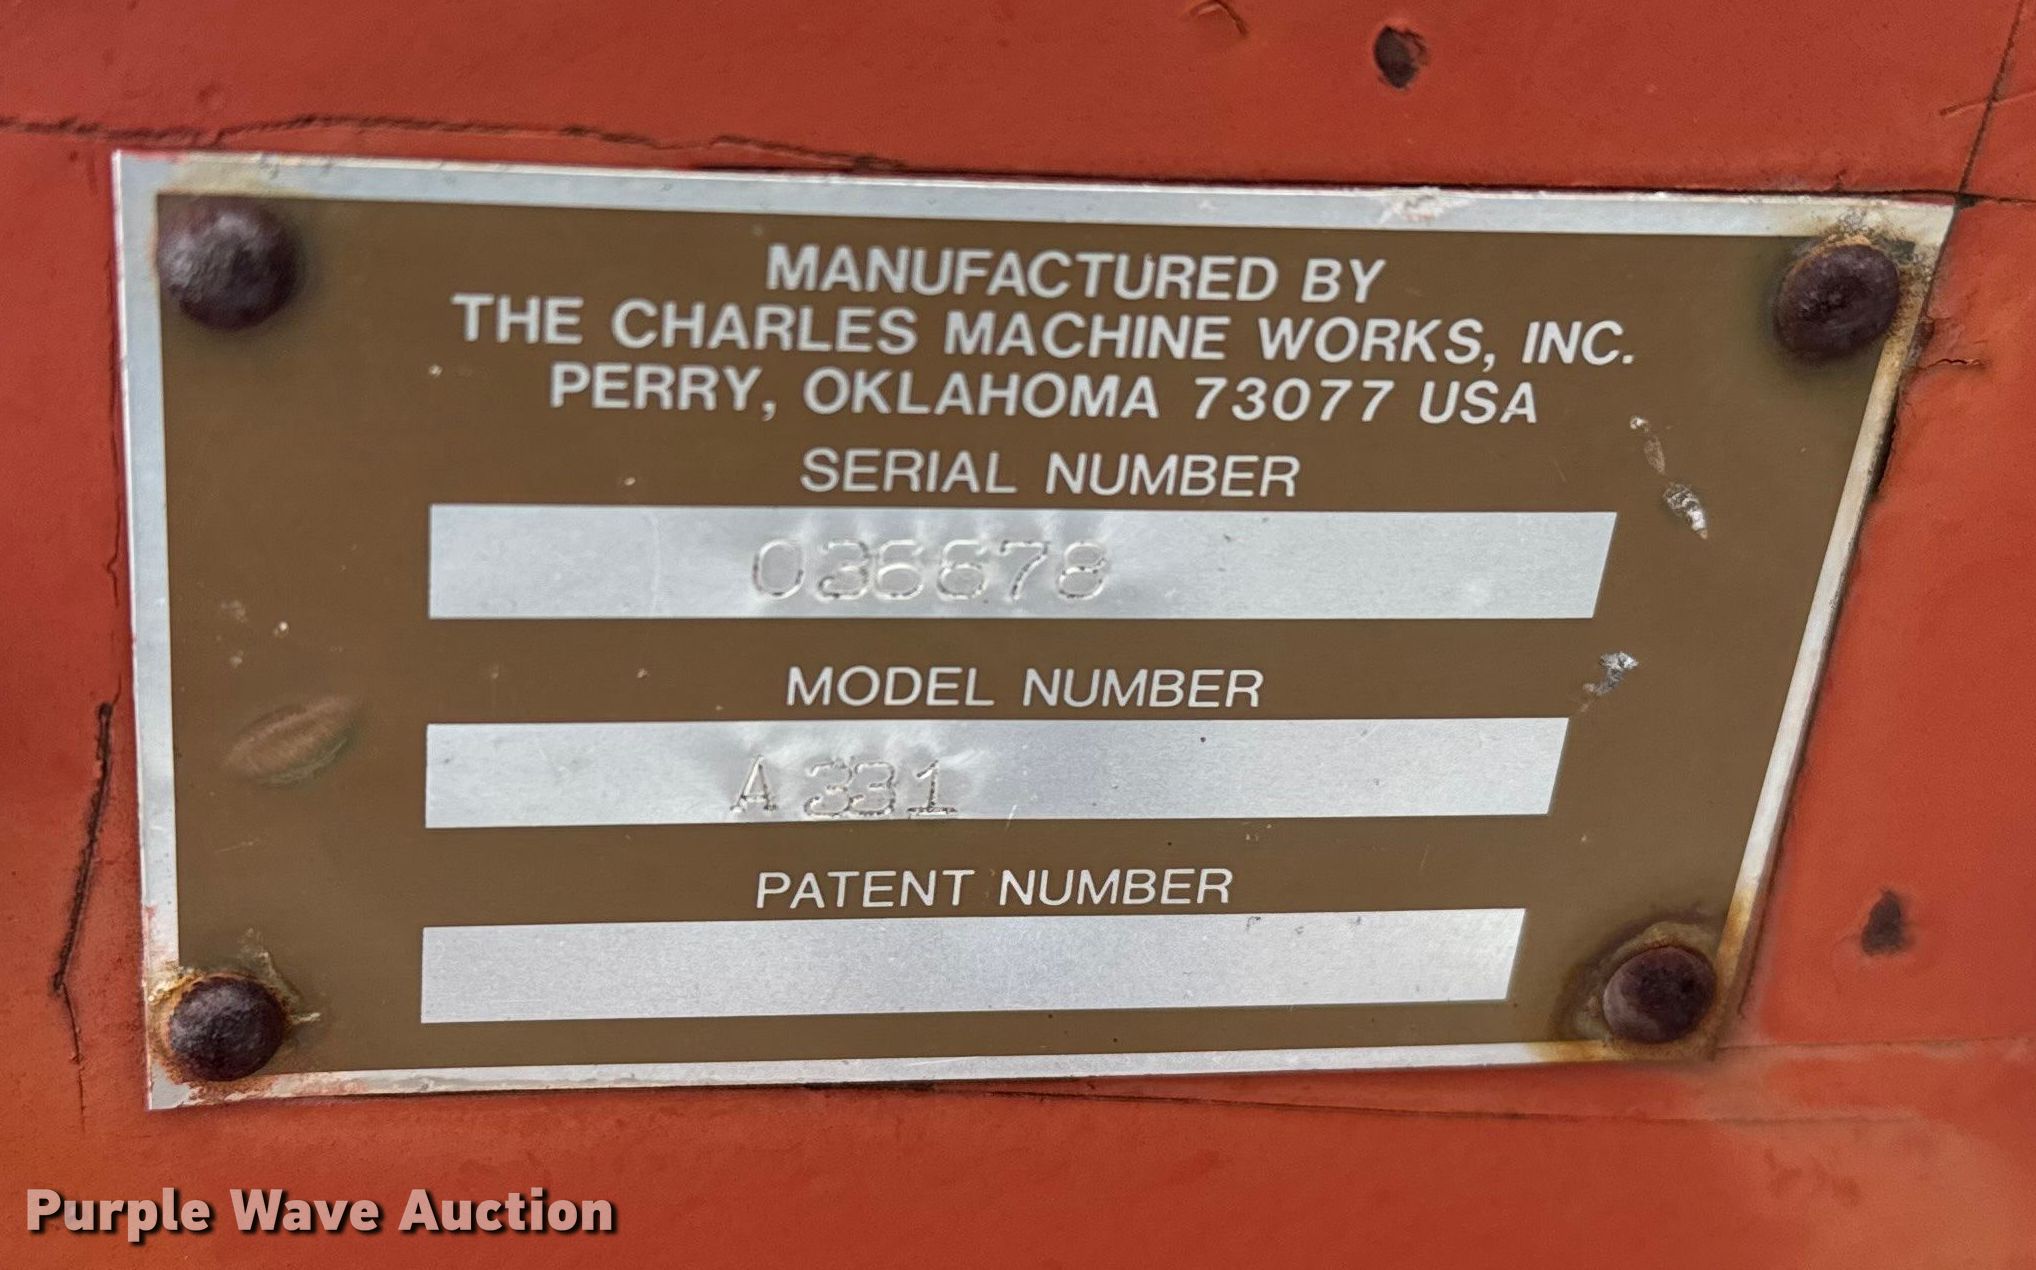 MANUFACTURED BY
THE CHARLES MACHINE WORKS, INC.
PERRY, OKLAHOMA 73077 USA
SERIAL NUMBER
036678
MODEL NUMBER
A331
PATENT NUMBER
Purple Wave Auction